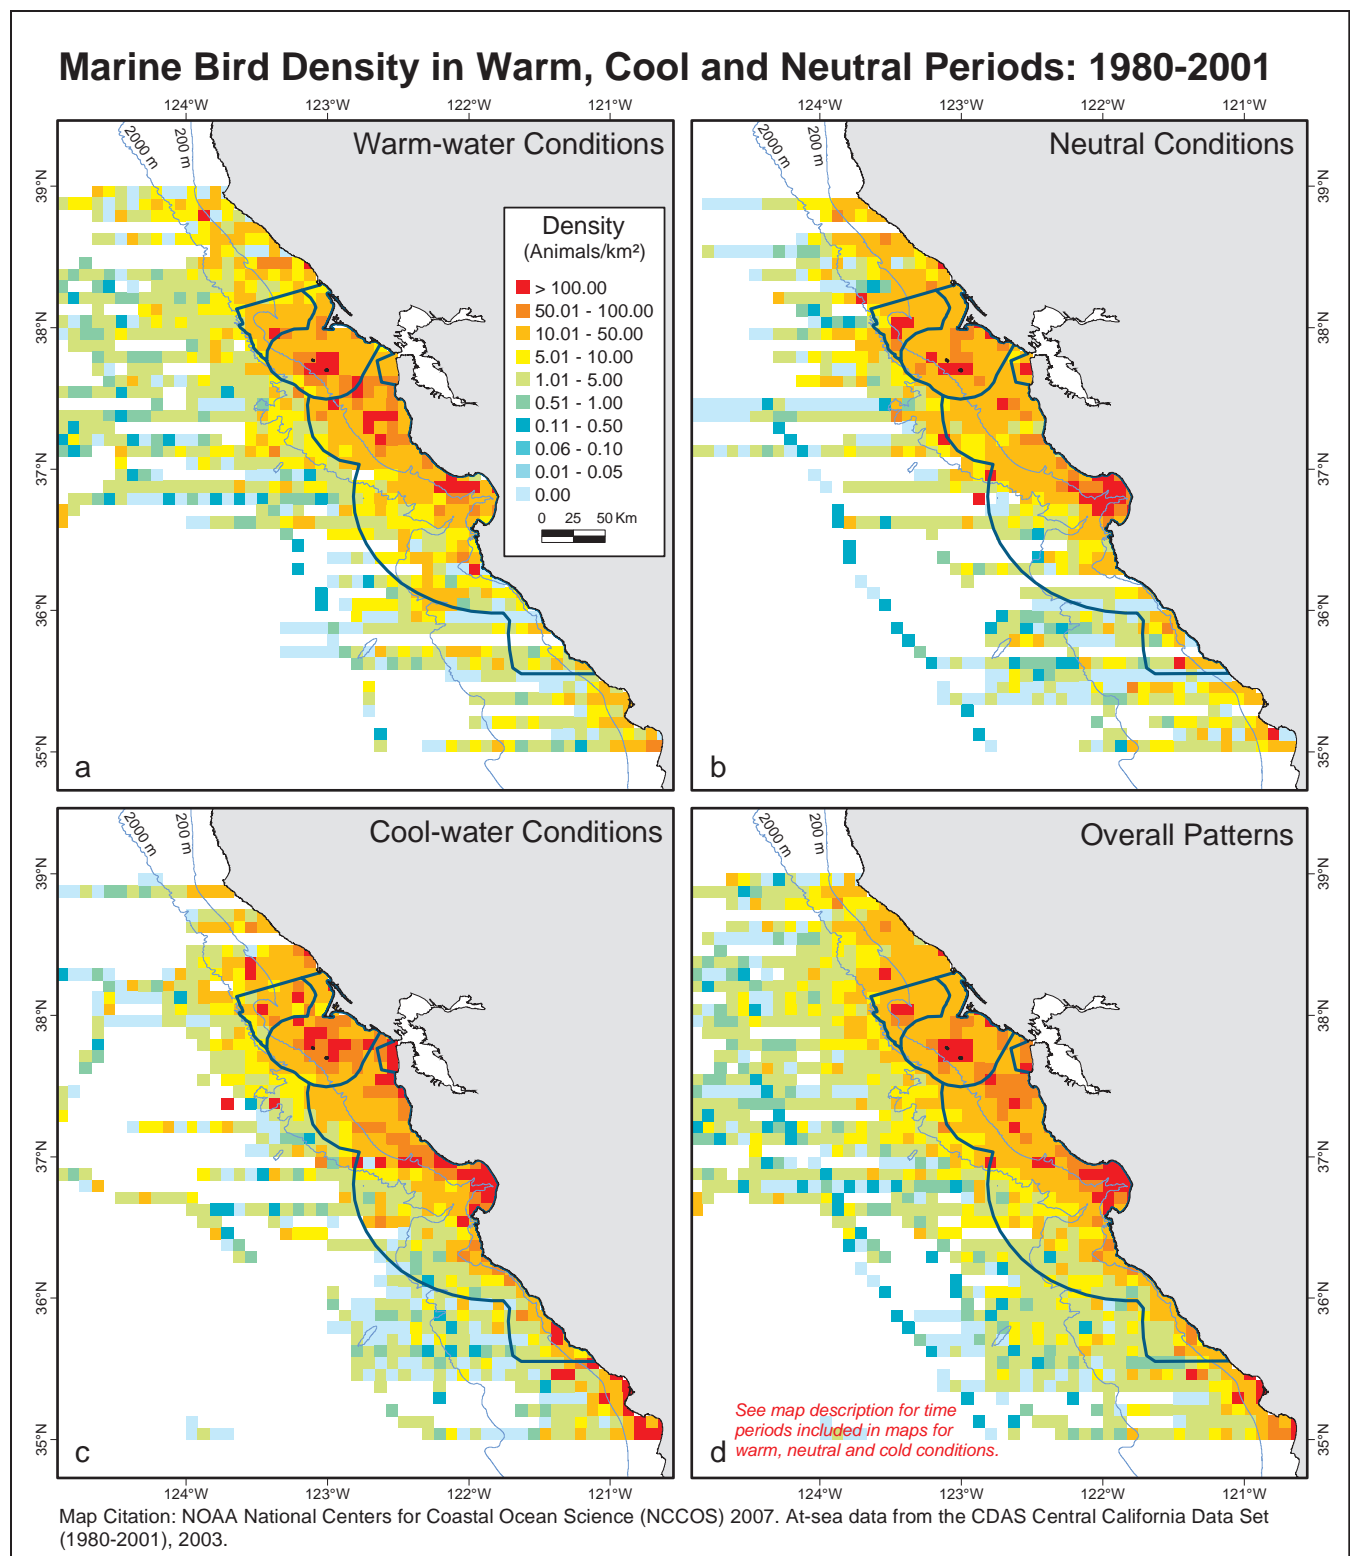 Marine Bird Density in Warm, Cool and Neutral Periods: 1980-2001
124°W 123°W 122°W 121°W 122°W 123°W 122°W 121°W
2000 m
200 m
Warm-water Conditions
39°N
38°N
37°N
36°N
35°N
Density
(Animals/km²)
> 100.00
50.01 - 100.00
10.01 - 50.00
5.01 - 10.00
1.01 - 5.00
0.51 - 1.00
0.11 - 0.50
0.06 - 0.10
0.01 - 0.05
0.00
0 25 50 Km
a
2000 m
200 m
Neutral Conditions
39°N
38°N
37°N
36°N
35°N
b
2000 m
200 m
Cool-water Conditions
39°N
38°N
37°N
36°N
35°N
c
2000 m
200 m
Overall Patterns
39°N
38°N
37°N
36°N
35°N
See map description for time
periods included in maps for
warm, neutral and cold conditions.
d
124°W 123°W 122°W 121°W 124°W 123°W 122°W 121°W
Map Citation: NOAA National Centers for Coastal Ocean Science (NCCOS) 2007. At-sea data from the CDAS Central California Data Set
(1980-2001), 2003.